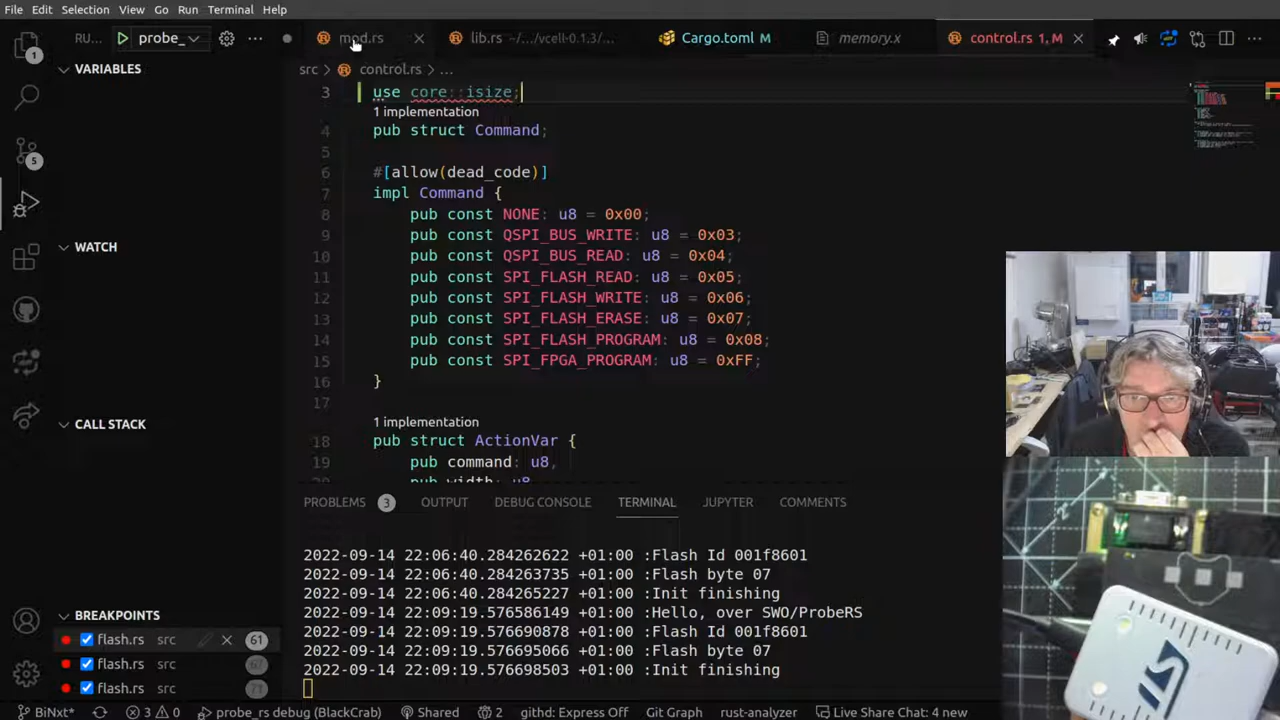 File Edit Selection View Go Run Terminal Help
RU... probe_ mod.rs lib.rs ~/.../vcell-0.1.3/... Cargo.toml M memory.x control.rs 1, M
VARIABLES
src > control.rs > ...
3 use core::isize;
1 implementation
4 pub struct Command;
5
6 #[allow(dead_code)]
7 impl Command {
8 pub const NONE: u8 = 0x00;
9 pub const QSPI_BUS_WRITE: u8 = 0x03;
10 pub const QSPI_BUS_READ: u8 = 0x04;
11 pub const SPI_FLASH_READ: u8 = 0x05;
12 pub const SPI_FLASH_WRITE: u8 = 0x06;
13 pub const SPI_FLASH_ERASE: u8 = 0x07;
14 pub const SPI_FLASH_PROGRAM: u8 = 0x08;
15 pub const SPI_FPGA_PROGRAM: u8 = 0xFF;
16 }
17
1 implementation
18 pub struct ActionVar {
19 pub command: u8,
20 pub width: u8,
WATCH
CALL STACK
BREAKPOINTS
flash.rs src 61
flash.rs src 67
flash.rs src
1
5
PROBLEMS 3 OUTPUT DEBUG CONSOLE TERMINAL JUPYTER COMMENTS
2022-09-14 22:06:40.284262622 +01:00 :Flash Id 001f8601
2022-09-14 22:06:40.284263735 +01:00 :Flash byte 07
2022-09-14 22:06:40.284265227 +01:00 :Init finishing
2022-09-14 22:09:19.576586149 +01:00 :Hello, over SWO/ProbeRS
2022-09-14 22:09:19.576690878 +01:00 :Flash Id 001f8601
2022-09-14 22:09:19.576695066 +01:00 :Flash byte 07
2022-09-14 22:09:19.576698503 +01:00 :Init finishing
BiNxt* 3 0 probe_rs debug (BlackCrab) Shared 2 githd: Express Off Git Graph rust-analyzer Live Share Chat: 4 new